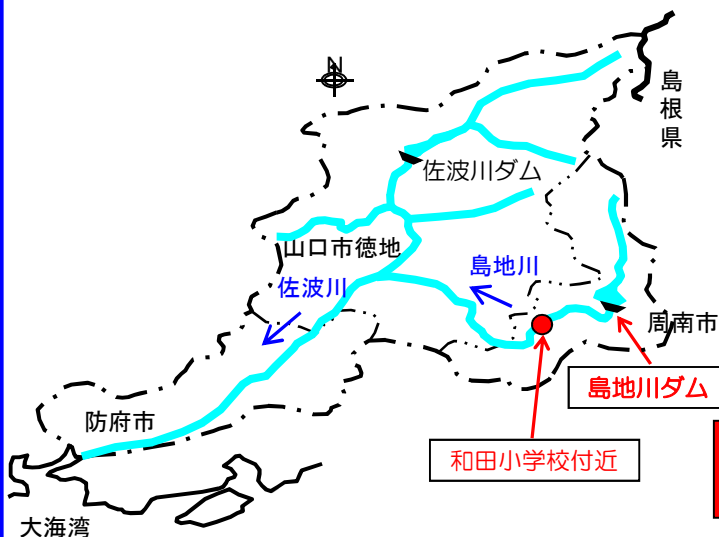 N
島根県
佐波川ダム
山口市徳地
島地川
佐波川
周南市
島地川ダム
防府市
和田小学校付近
大海湾